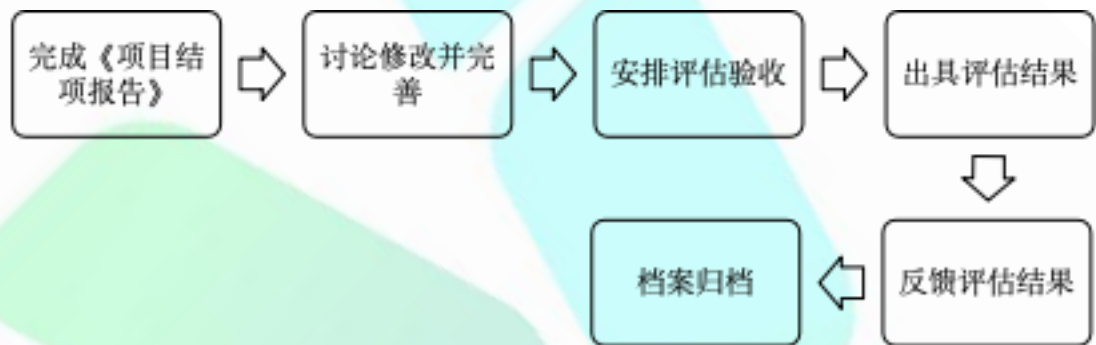 完成《项目结
项报告》
讨论修改并完
善
安排评估验收
出具评估结果
反馈评估结果
档案归档